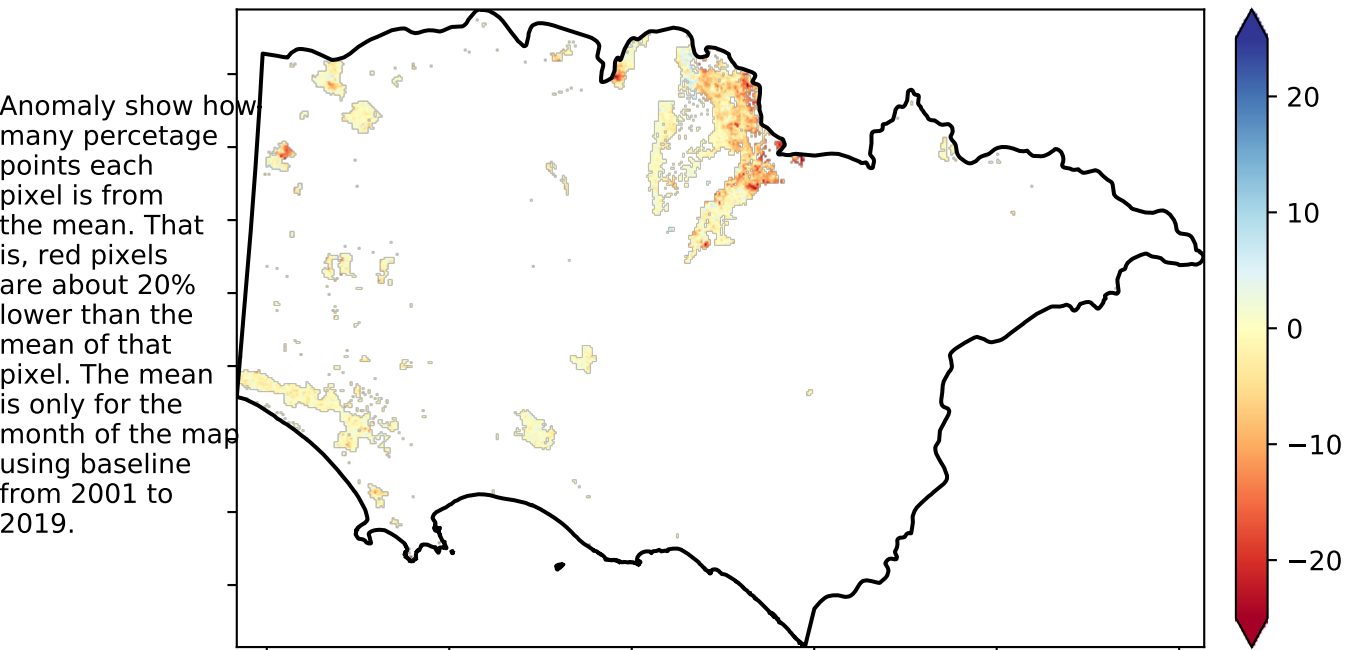 Anomaly show how
many percetage
points each
pixel is from
the mean. That
is, red pixels
are about 20%
lower than the
mean of that
pixel. The mean
is only for the
month of the map
using baseline
from 2001 to
2019.
20
10
0
−10
−20